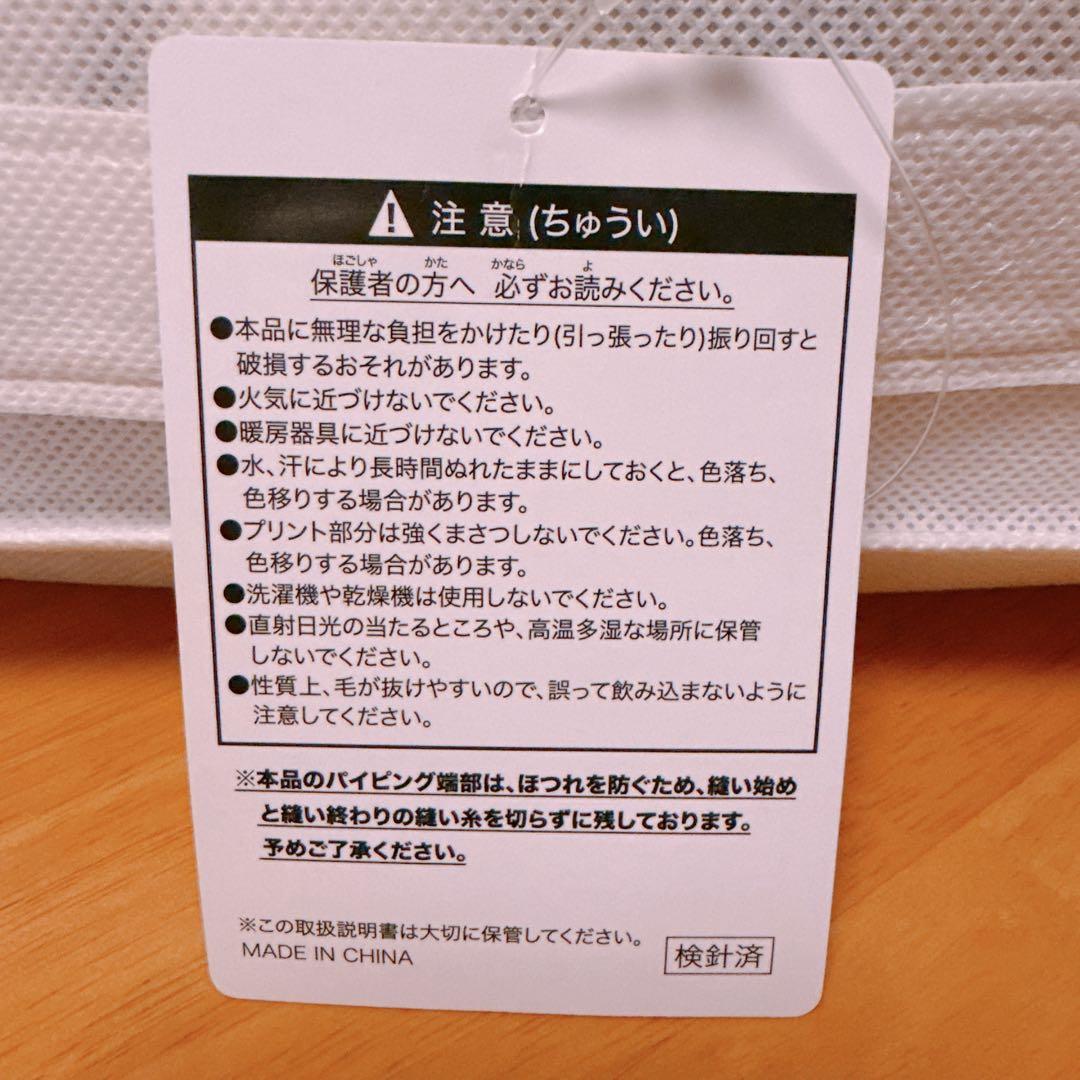 注意(ちゅうい)
ほごしゃ かた かなら よ
保護者の方へ 必ずお読みください。
●本品に無理な負担をかけたり(引っ張ったり)振り回すと
破損するおそれがあります。
●火気に近づけないでください。
●暖房器具に近づけないでください。
●水、汗により長時間ぬれたままにしておくと、色落ち、
色移りする場合があります。
●プリント部分は強くまさつしないでください。色落ち、
色移りする場合があります。
●洗濯機や乾燥機は使用しないでください。
●直射日光の当たるところや、高温多湿な場所に保管
しないでください。
●性質上、毛が抜けやすいので、誤って飲み込まないように
注意してください。
※本品のパイピング端部は、ほつれを防ぐため、縫い始め
と縫い終わりの縫い糸を切らずに残しております。
予めご了承ください。
※この取扱説明書は大切に保管してください。
MADE IN CHINA
検針済